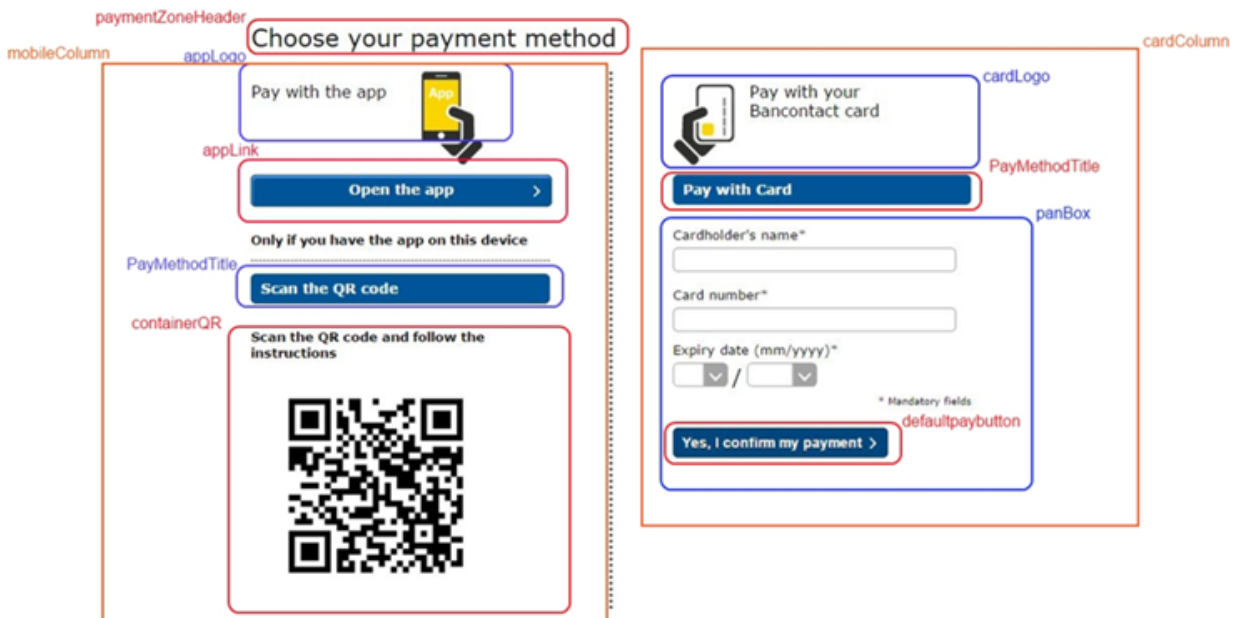 paymentZoneHeader
Choose your payment method
mobileColumn
appLogo
Pay with the app
App
appLink
Open the app >
Only if you have the app on this device
PayMethodTitle
Scan the QR code
containerQR
Scan the QR code and follow the
instructions
cardColumn
cardLogo
Pay with your
Bancontact card
PayMethodTitle
Pay with Card
panBox
Cardholder's name*
Card number*
Expiry date (mm/yyyy)*
/
* Mandatory fields
defaultpaybutton
Yes, I confirm my payment >